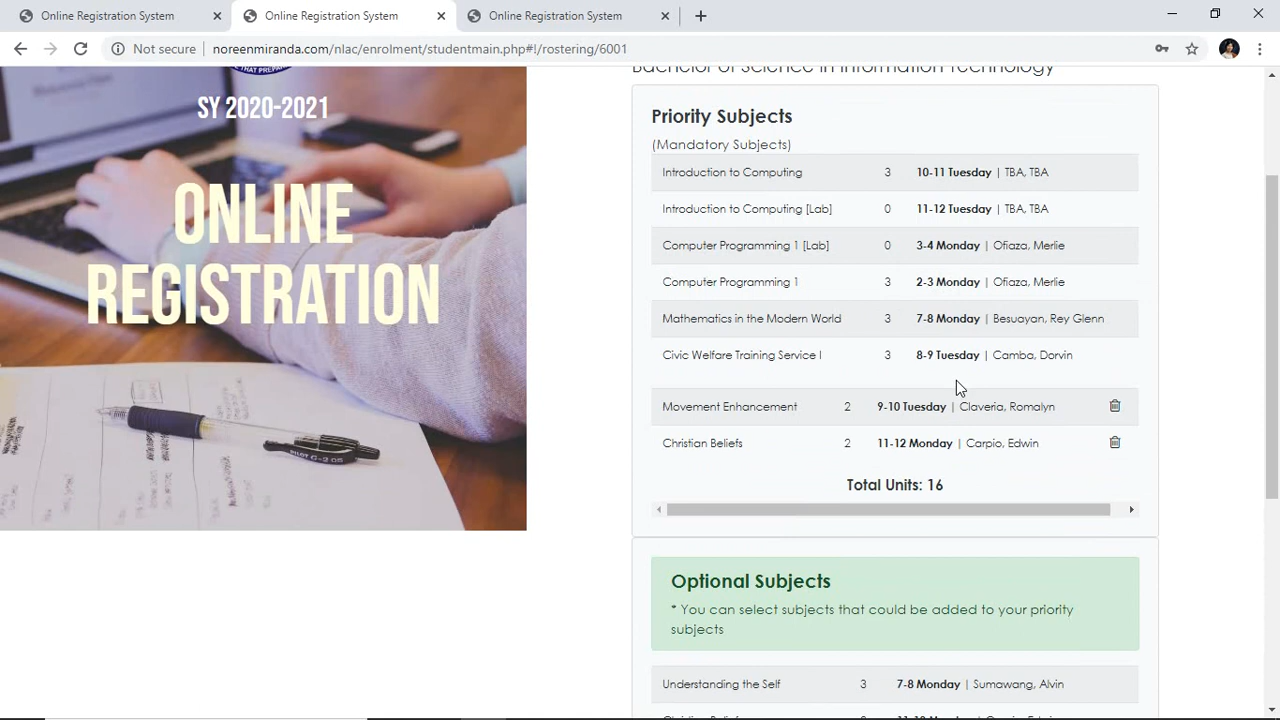 Online Registration System
Online Registration System
Online Registration System
Not secure
noreenmiranda.com/nlac/enrolment/studentmain.php#!/rostering/6001
SY 2020-2021
ONLINE
REGISTRATION
Bachelor of Science in Information Technology
Priority Subjects
(Mandatory Subjects)
Introduction to Computing 3 10-11 Tuesday | TBA, TBA
Introduction to Computing [Lab] 0 11-12 Tuesday | TBA, TBA
Computer Programming 1 [Lab] 0 3-4 Monday | Ofiaza, Merlie
Computer Programming 1 3 2-3 Monday | Ofiaza, Merlie
Mathematics in the Modern World 3 7-8 Monday | Besuayan, Rey Glenn
Civic Welfare Training Service I 3 8-9 Tuesday | Camba, Dorvin
Movement Enhancement 2 9-10 Tuesday | Claveria, Romalyn
Christian Beliefs 2 11-12 Monday | Carpio, Edwin
Total Units: 16
Optional Subjects
* You can select subjects that could be added to your priority
subjects
Understanding the Self 3 7-8 Monday | Sumawang, Alvin